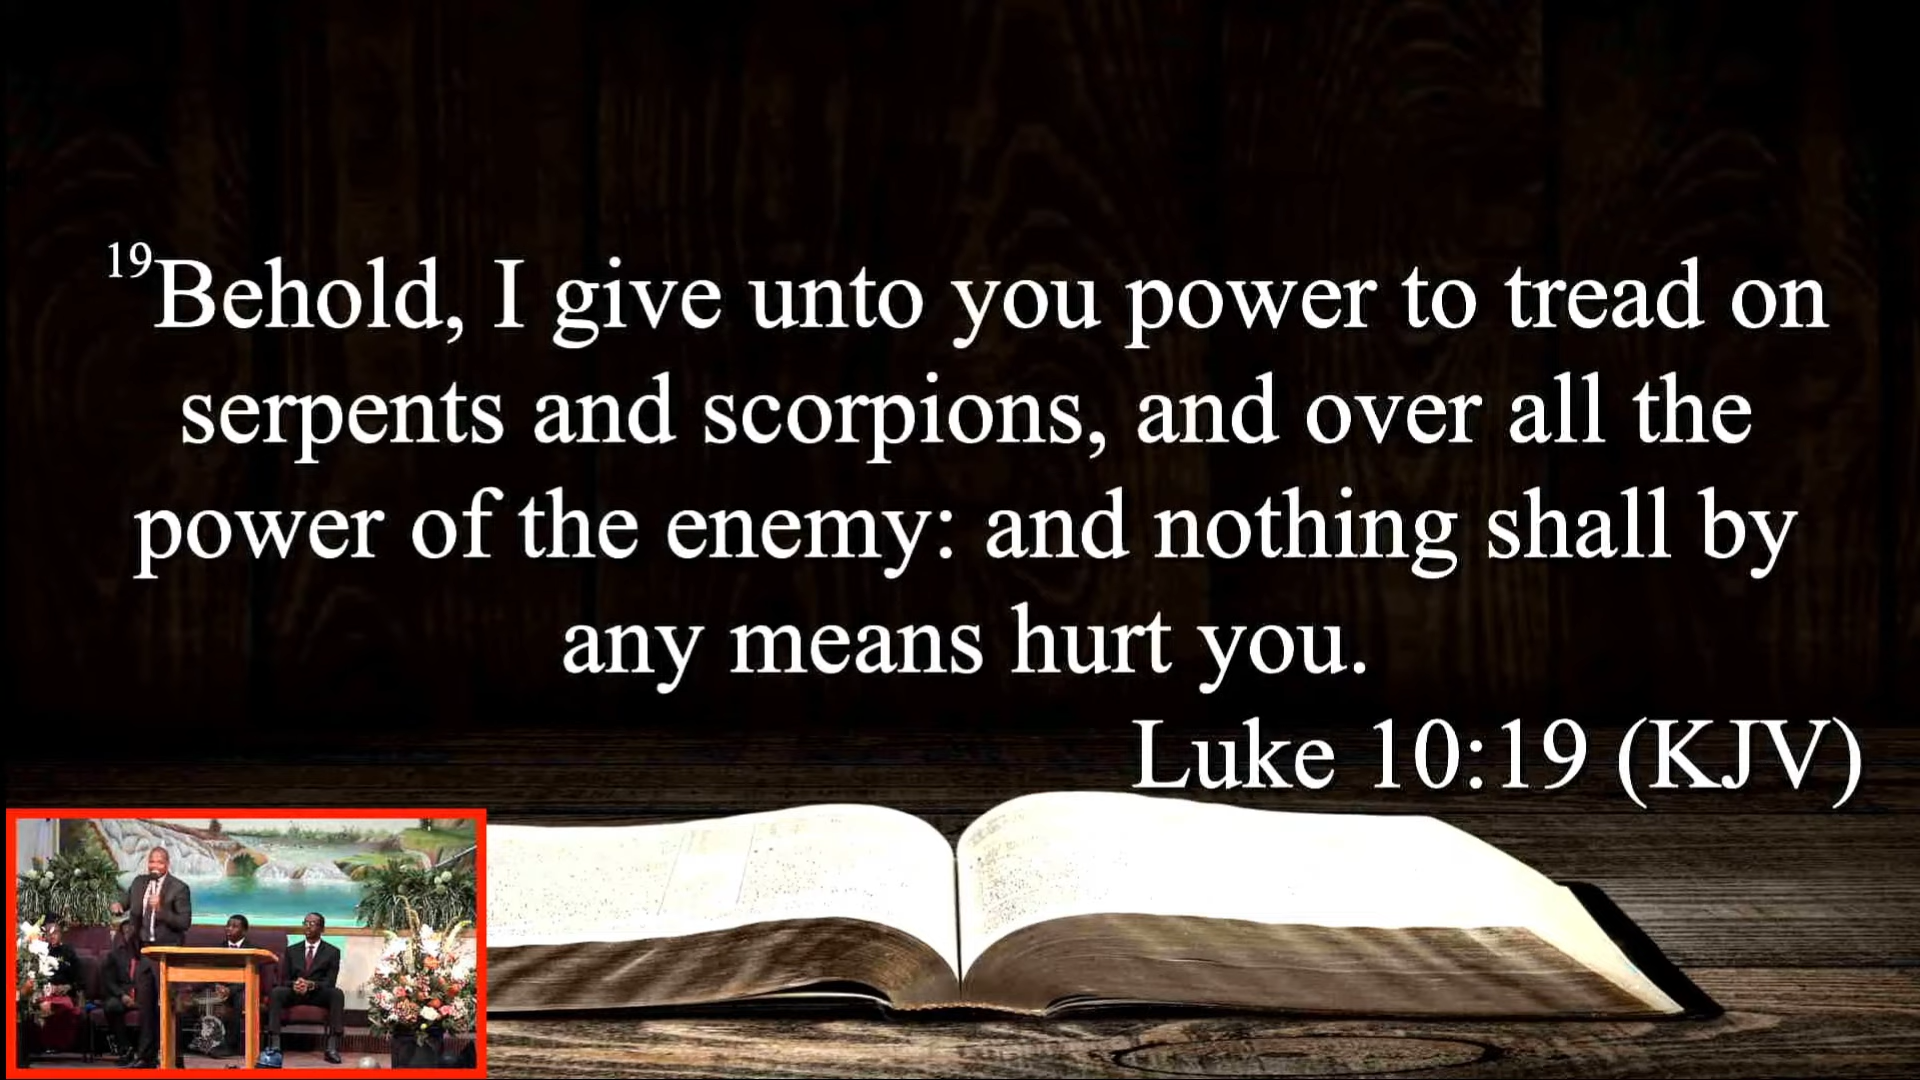 19Behold, I give unto you power to tread on
serpents and scorpions, and over all the
power of the enemy: and nothing shall by
any means hurt you.
Luke 10:19 (KJV)